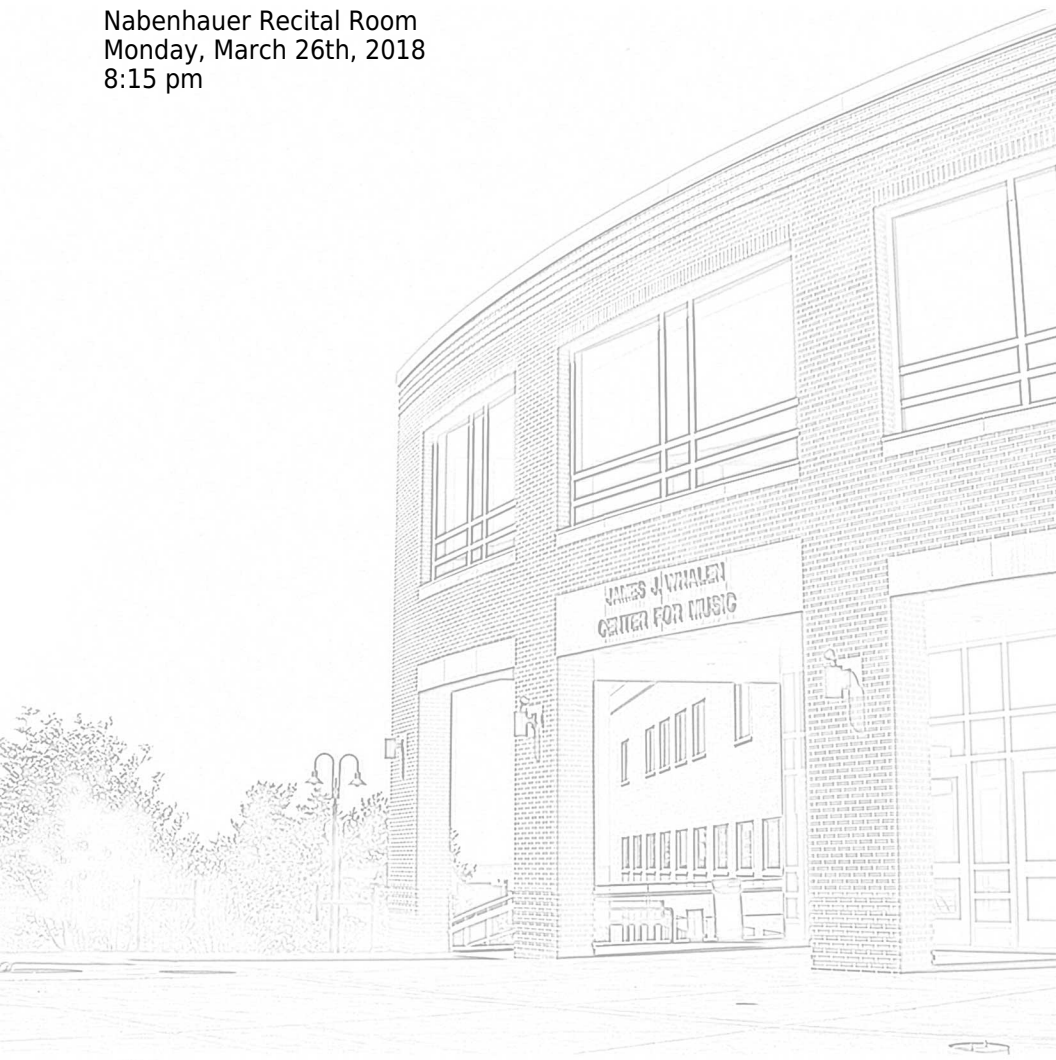 Nabenhauer Recital Room
Monday, March 26th, 2018
8:15 pm
JAMES J. WHALEN
CENTER FOR MUSIC